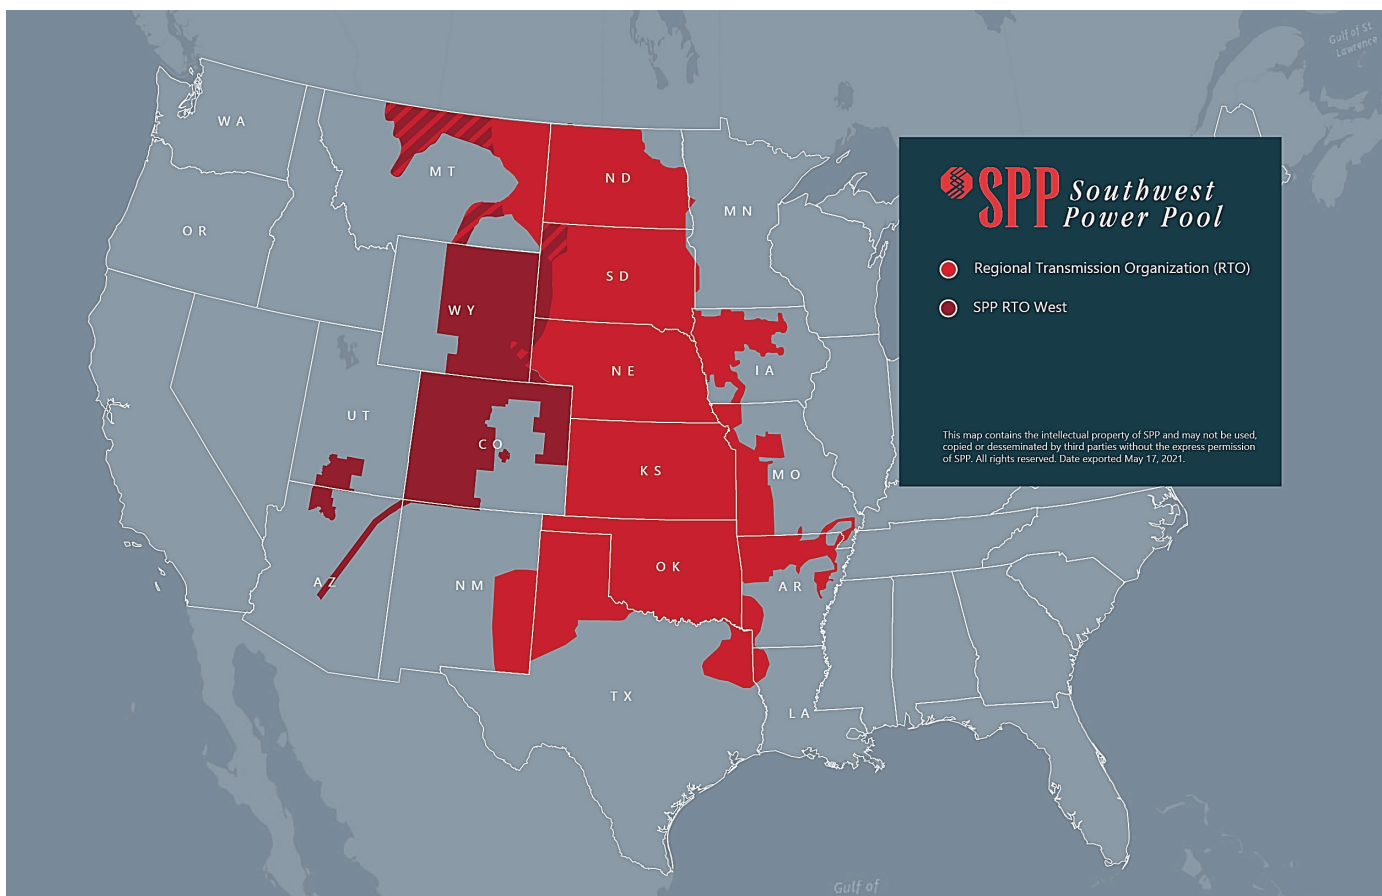 Gulf of St
Lawrence
WA
MT
ND
MN
OR
SD
WY
NE
IA
UT
CO
KS
MO
AZ
NM
OK
AR
TX
LA
SPP Southwest
Power Pool
Regional Transmission Organization (RTO)
SPP RTO West
This map contains the intellectual property of SPP and may not be used,
copied or desseminated by third parties without the express permission
of SPP. All rights reserved. Date exported May 17, 2021.
Gulf of